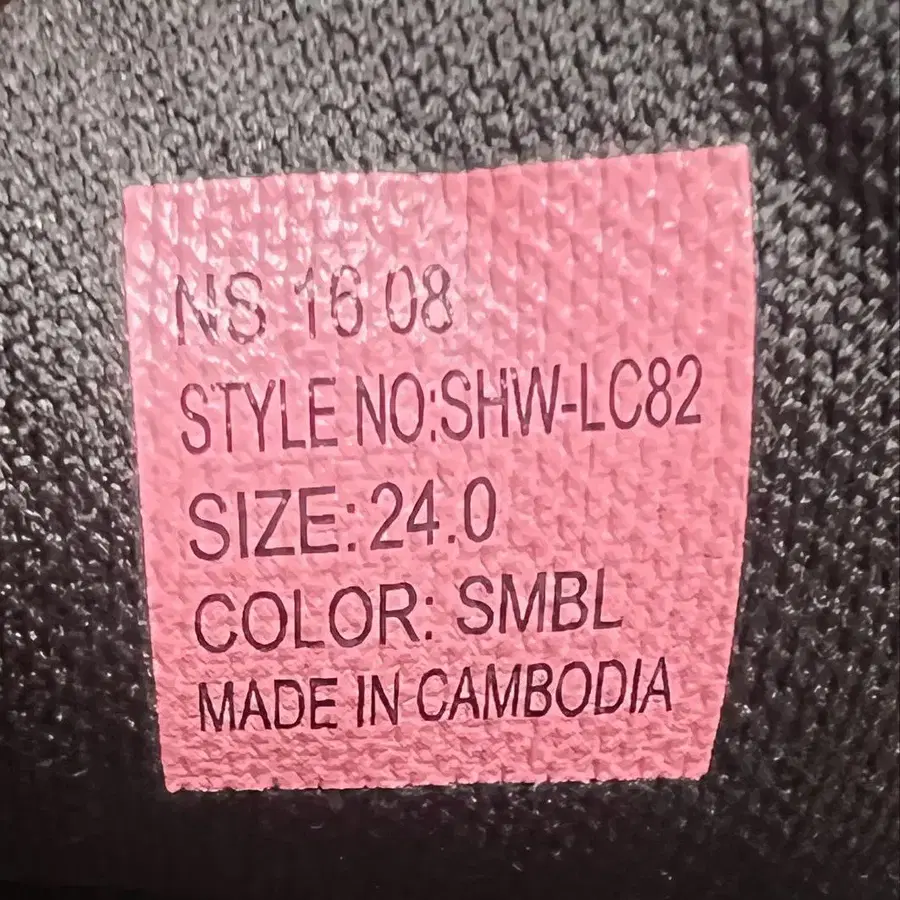 NS 16 08
STYLE NO:SHW-LC82
SIZE: 24.0
COLOR: SMBL
MADE IN CAMBODIA